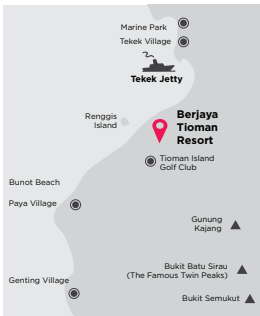 Marine Park
Tekek Village
Tekek Jetty
Renggis
Island
Berjaya
Tioman
Resort
Tioman Island
Golf Club
Bunot Beach
Paya Village
Gunung
Kajang
Bukit Batu Sirau
(The Famous Twin Peaks)
Genting Village
Bukit Semukut